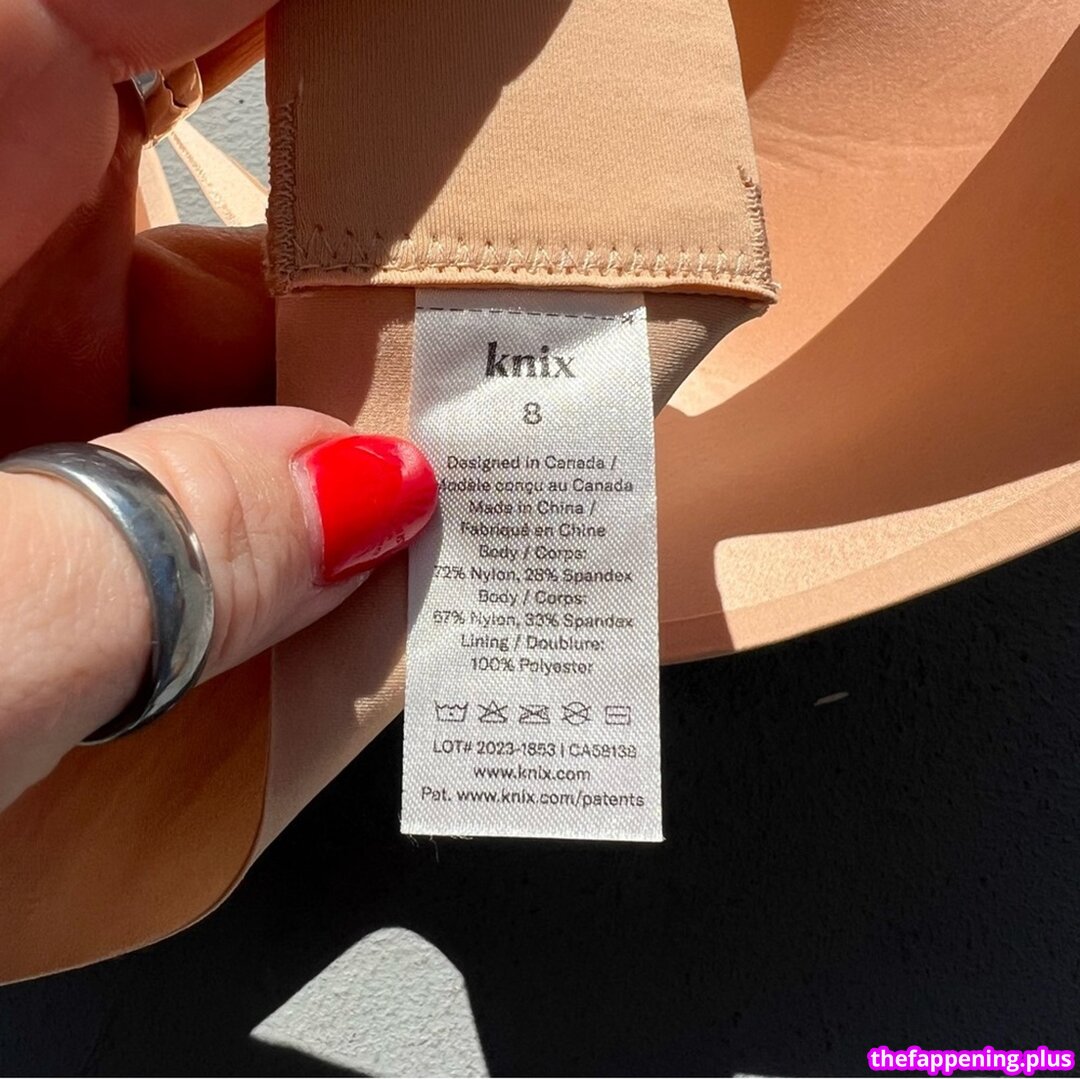 knix
8
Designed in Canada /
Modèle conçu au Canada
Made in China /
Fabriqué en Chine
Body / Corps:
72% Nylon, 28% Spandex
Body / Corps:
67% Nylon, 33% Spandex
Lining / Doublure:
100% Polyester
LOT# 2023-1853 | CA58138
www.knix.com
Pat. www.knix.com/patents
thefappening.plus